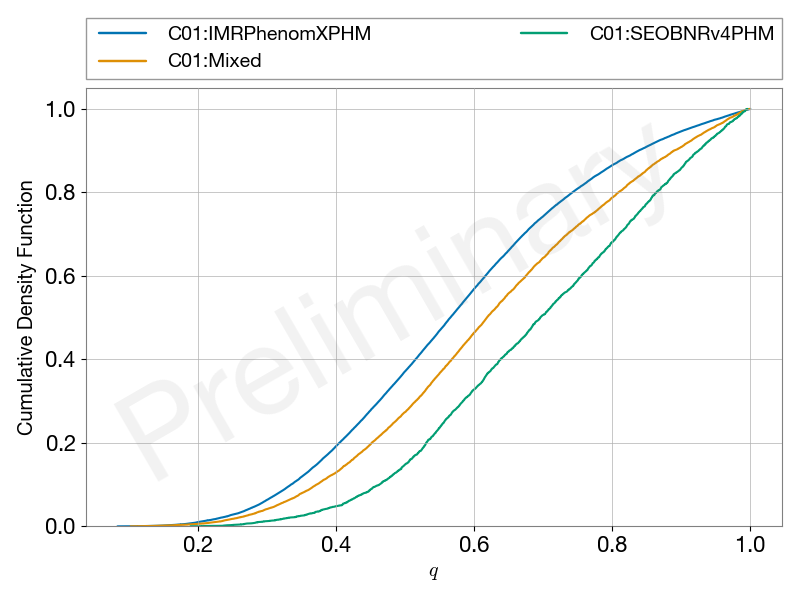 C01:IMRPhenomXPHM
C01:Mixed
C01:SEOBNRv4PHM
Preliminary
Cumulative Density Function
1.0
0.8
0.6
0.4
0.2
0.0
0.2 0.4 0.6 0.8 1.0
q